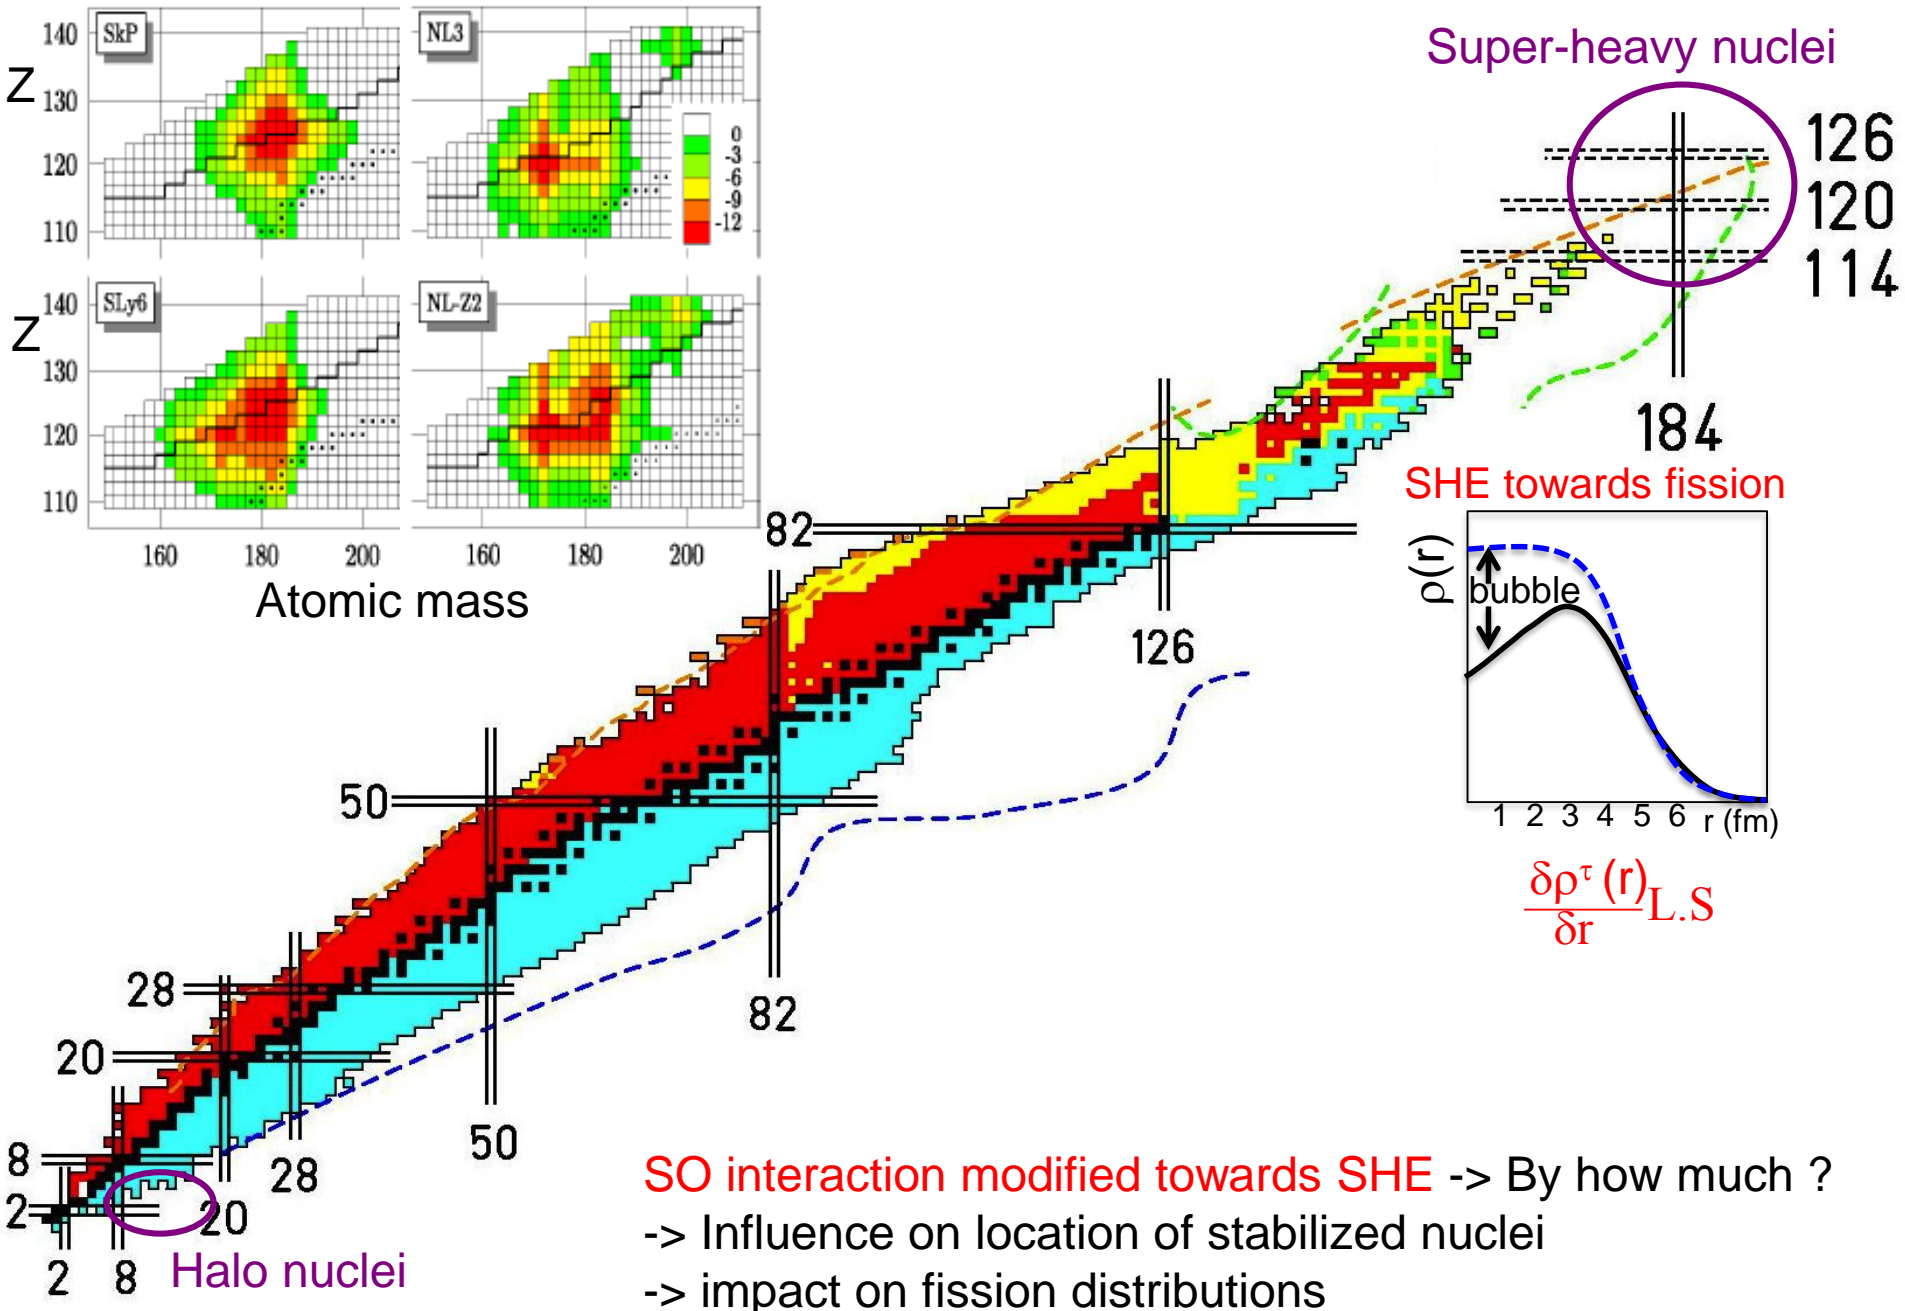 SkP
NL3
140
Z
130
120
110
0
-3
-6
-9
-12
SLy6
NL-Z2
140
Z
130
120
110
160
180
200
160
180
200
Atomic mass
Super-heavy nuclei
126
120
114
184
SHE towards fission
ρ(r)
bubble
1 2 3 4 5 6 r (fm)
δρ^τ (r)
δr
L.S
82
126
50
82
28
50
20
28
8
20
2
2
8
Halo nuclei
SO interaction modified towards SHE -> By how much ?
-> Influence on location of stabilized nuclei
-> impact on fission distributions